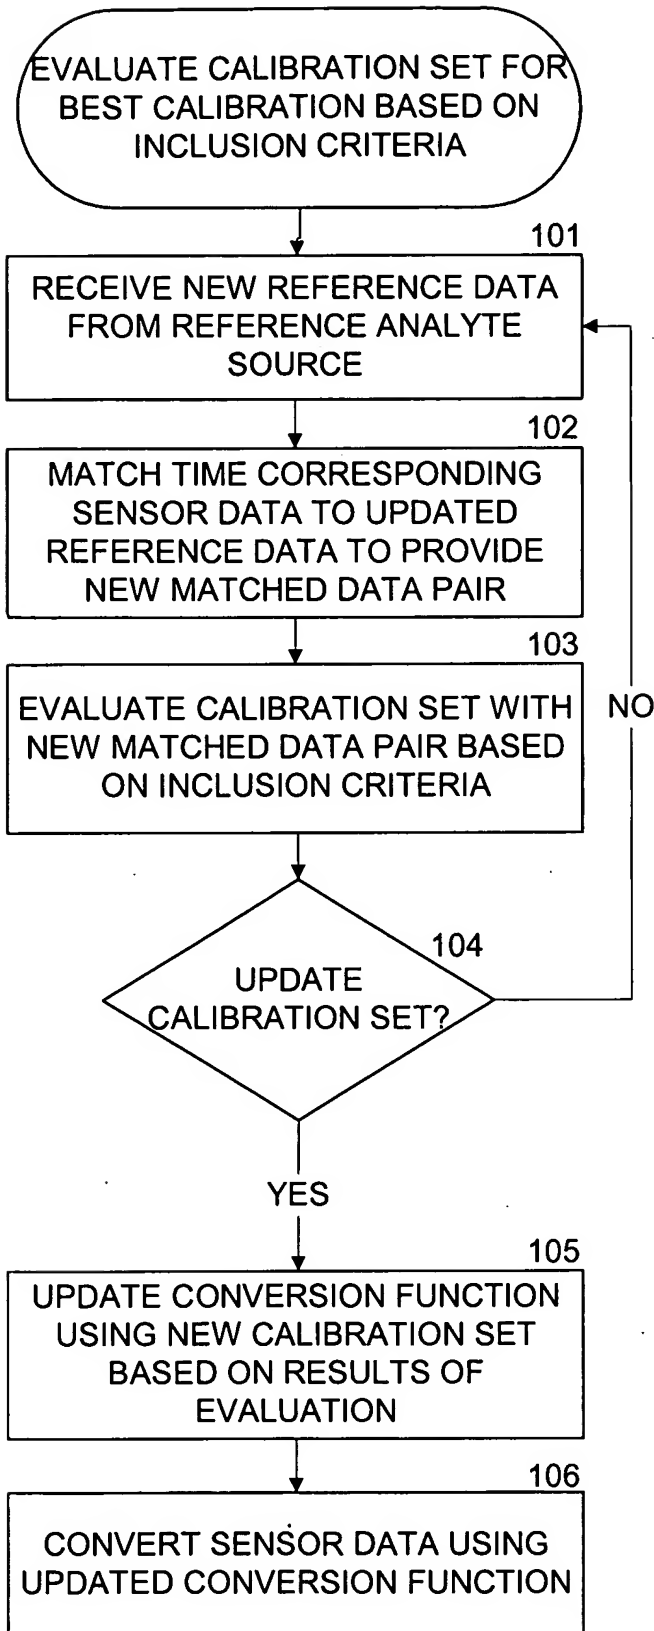 EVALUATE CALIBRATION SET FOR
BEST CALIBRATION BASED ON
INCLUSION CRITERIA
101
RECEIVE NEW REFERENCE DATA
FROM REFERENCE ANALYTE
SOURCE
102
MATCH TIME CORRESPONDING
SENSOR DATA TO UPDATED
REFERENCE DATA TO PROVIDE
NEW MATCHED DATA PAIR
103
EVALUATE CALIBRATION SET WITH
NEW MATCHED DATA PAIR BASED
ON INCLUSION CRITERIA
NO
104
UPDATE
CALIBRATION SET?
YES
105
UPDATE CONVERSION FUNCTION
USING NEW CALIBRATION SET
BASED ON RESULTS OF
EVALUATION
106
CONVERT SENSOR DATA USING
UPDATED CONVERSION FUNCTION